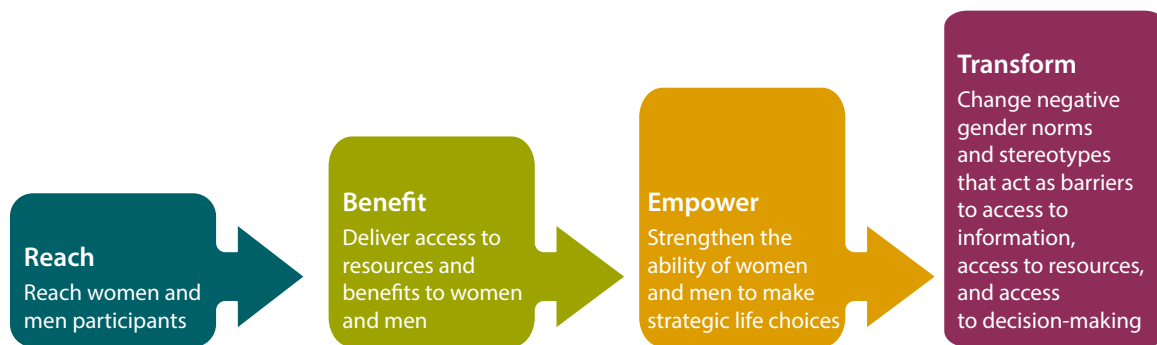 Reach
Reach women and
men participants
Benefit
Deliver access to
resources and
benefits to women
and men
Empower
Strengthen the
ability of women
and men to make
strategic life choices
Transform
Change negative
gender norms
and stereotypes
that act as barriers
to access to
information,
access to resources,
and access
to decision-making